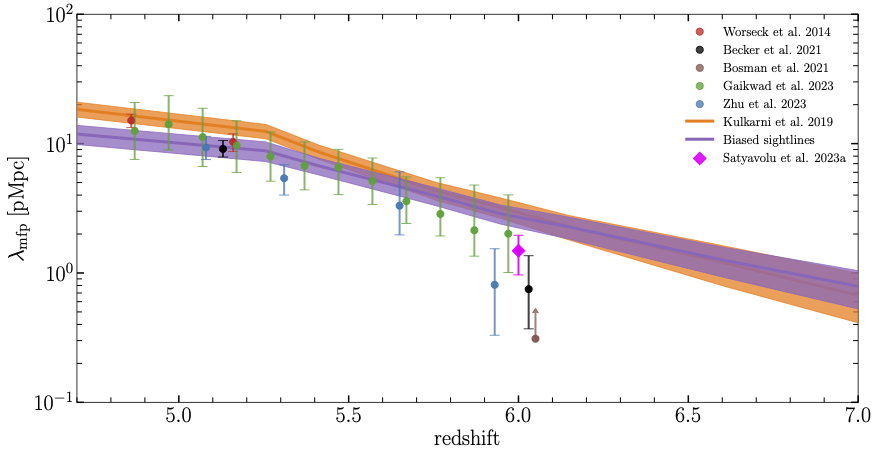 10²
10¹
10⁰
10⁻¹
λmfp [pMpc]
Worseck et al. 2014
Becker et al. 2021
Bosman et al. 2021
Gaikwad et al. 2023
Zhu et al. 2023
Kulkarni et al. 2019
Biased sightlines
Satyavolu et al. 2023a
5.0 5.5 6.0 6.5 7.0
redshift